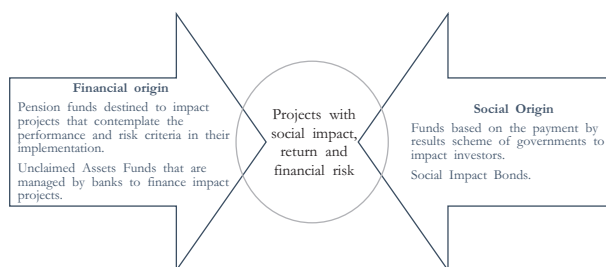 Financial origin
Pension funds destined to impact
projects that contemplate the
performance and risk criteria in their
implementation.
Unclaimed Assets Funds that are
managed by banks to finance impact
projects.
Projects with
social impact,
return and
financial risk
Social Origin
Funds based on the payment by
results scheme of governments to
impact investors.
Social Impact Bonds.